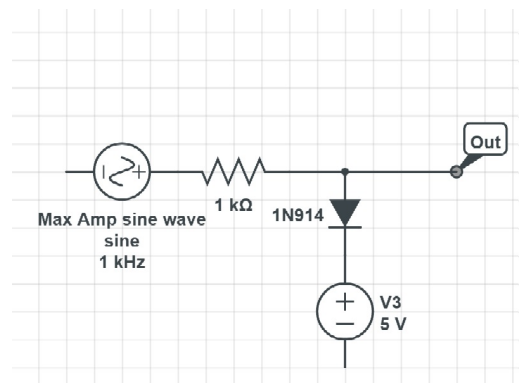 Out
1 kΩ
1N914
Max Amp sine wave
sine
1 kHz
V3
5 V